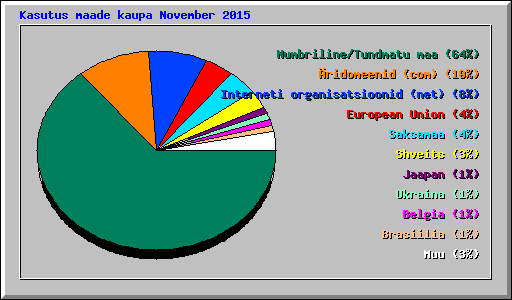 Kasutus maade kaupa November 2015
Numbriline/Tundmatu maa (64%)
Äridomeenid (com) (10%)
Interneti organisatsioonid (net) (8%)
European Union (4%)
Saksamaa (4%)
Shveits (3%)
Jaapan (1%)
Ukraina (1%)
Belgia (1%)
Brasiilia (1%)
Muu (3%)